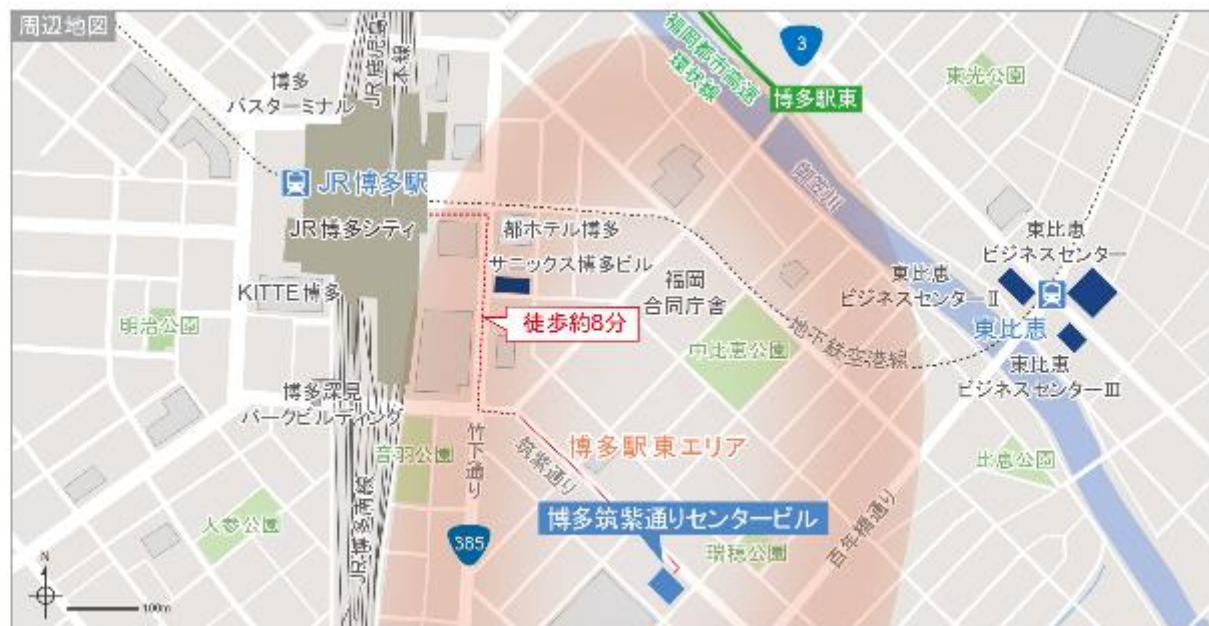 周辺地図
博多
バスターミナル
JR鹿児島
本線
福岡都市高速
環状線
3
博多駅東
東光公園
JR博多駅
JR博多シティ
都ホテル博多
サニックス博多ビル
KITTE博多
福岡
合同庁舎
御笠川
東比恵
ビジネスセンター
東比恵
ビジネスセンターⅡ
東比恵
東比恵
ビジネスセンターⅢ
明治公園
徒歩約8分
中比恵公園
地下鉄空港線
博多深見
パークビルディング
音羽公園
竹下通り
筑紫通り
博多駅東エリア
比恵公園
人参公園
JR博多南線
385
博多筑紫通りセンタービル
瑞穂公園
百年橋通り
N
100m